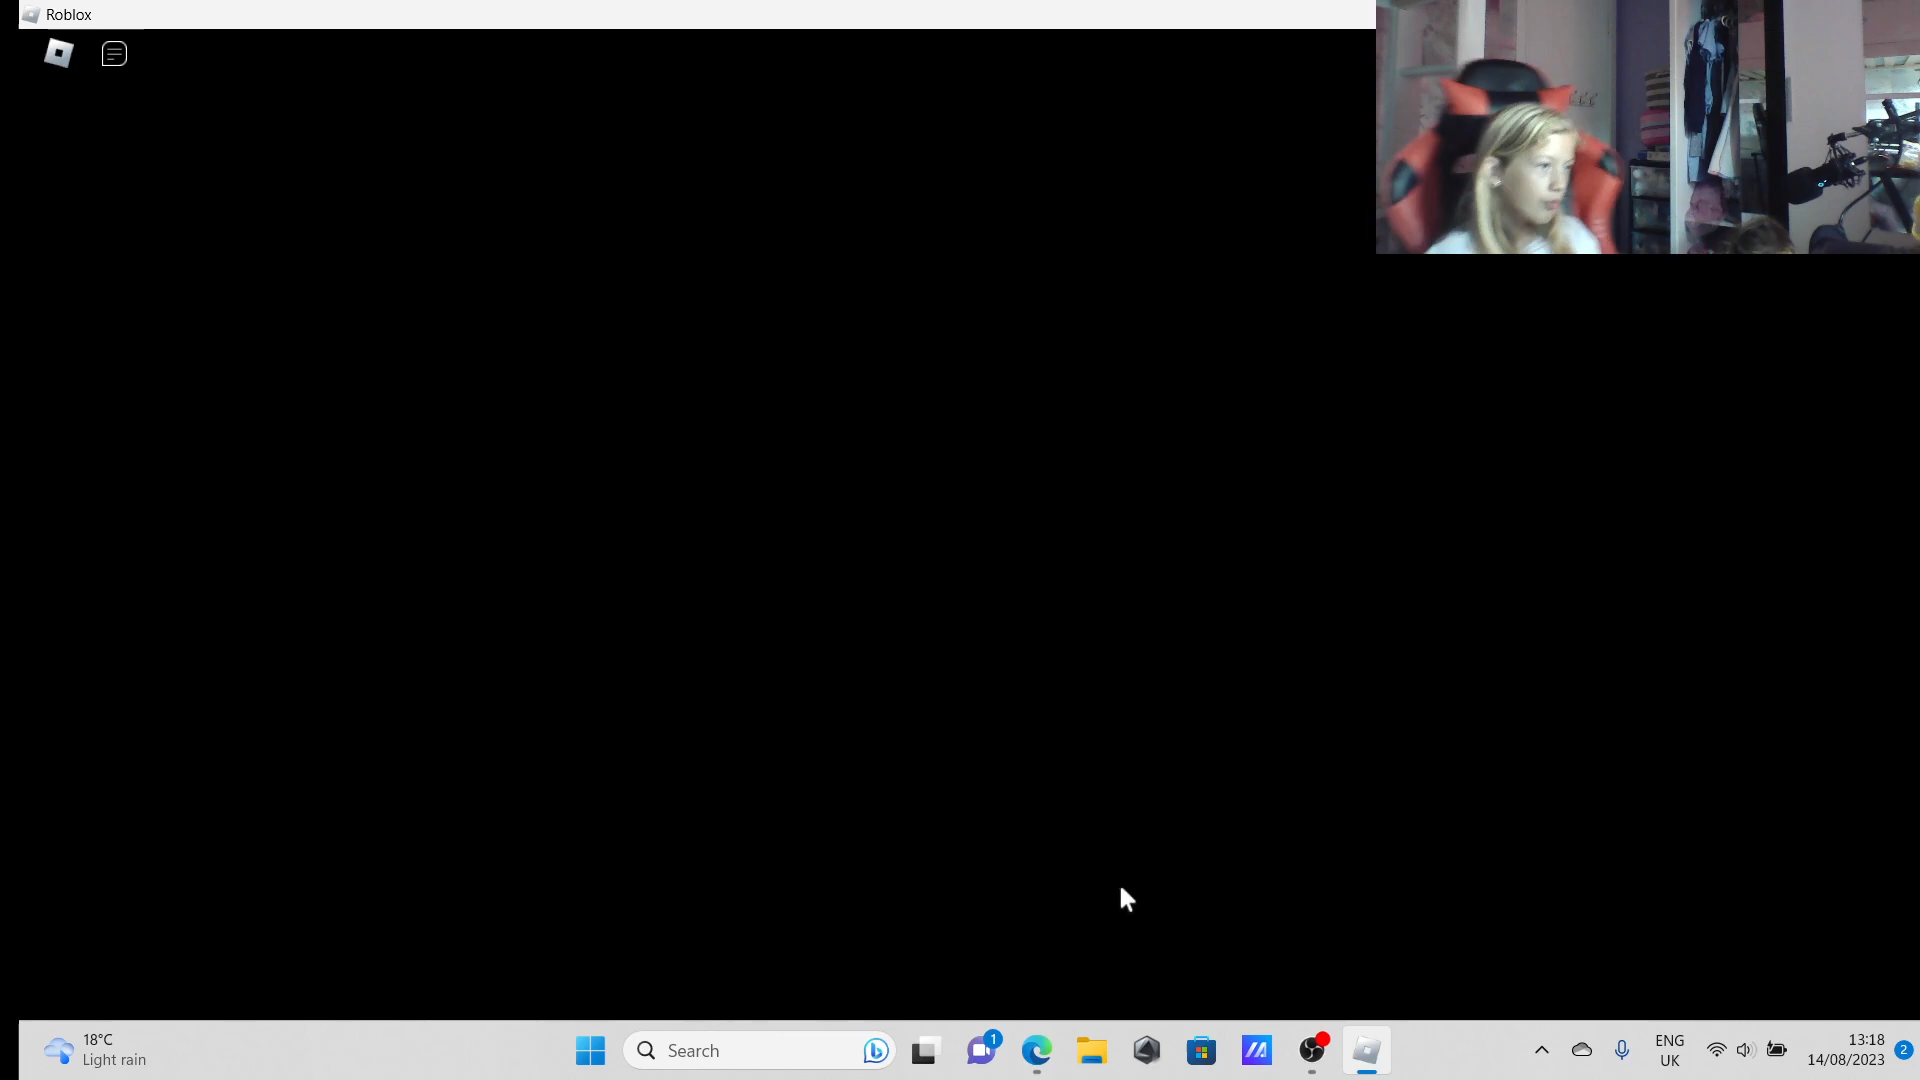 Roblox
18°C
Light rain
Search
1
ENG
UK
13:18
14/08/2023
2